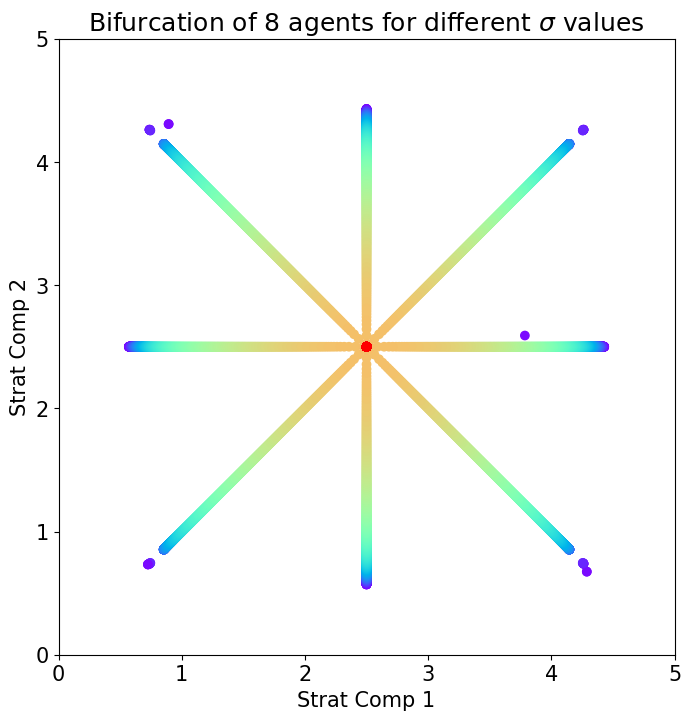 Bifurcation of 8 agents for different σ values
5
4
3
2
1
0
Strat Comp 2
0 1 2 3 4 5
Strat Comp 1